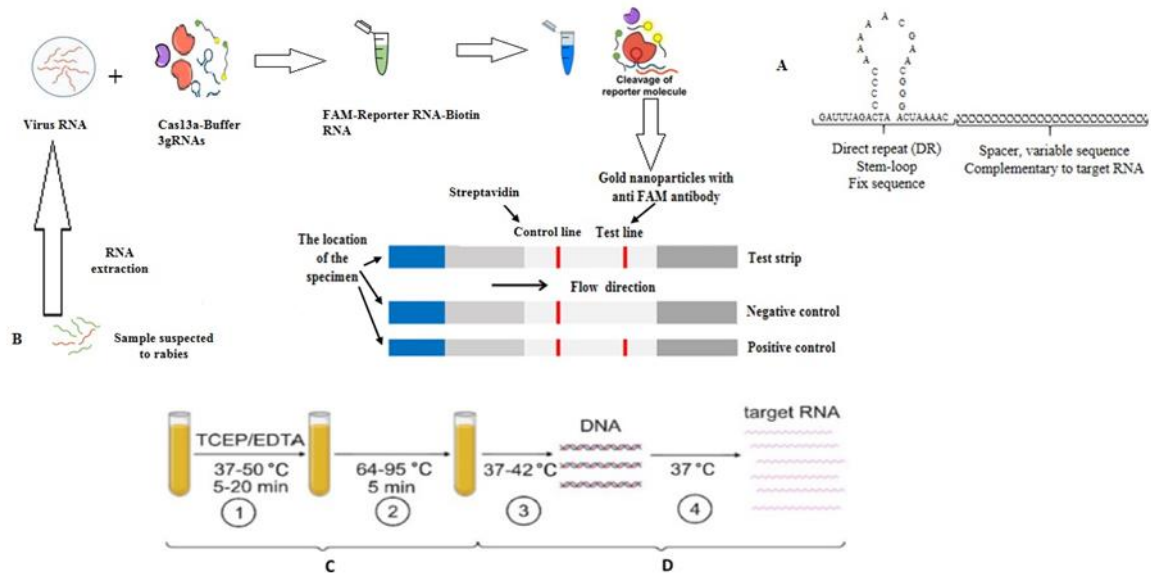 A
A
A A
A C
A G
A A
A A
C C
C G
C G
C G
GAUUUAGACTA ACUAAAAC
Direct repeat (DR)
Stem-loop
Fix sequence
Spacer, variable sequence
Complementary to target RNA
Virus RNA
+
Cas13a-Buffer
3gRNAs
FAM-Reporter RNA-Biotin
RNA
Cleavage of
reporter molecule
Gold nanoparticles with
anti FAM antibody
Streptavidin
Control line
Test line
The location
of the
specimen
Test strip
Flow direction
Negative control
Positive control
RNA
extraction
B
Sample suspected
to rabies
TCEP/EDTA
37-50 °C
5-20 min
1
64-95 °C
5 min
2
37-42 °C
3
DNA
37 °C
4
target RNA
C
D